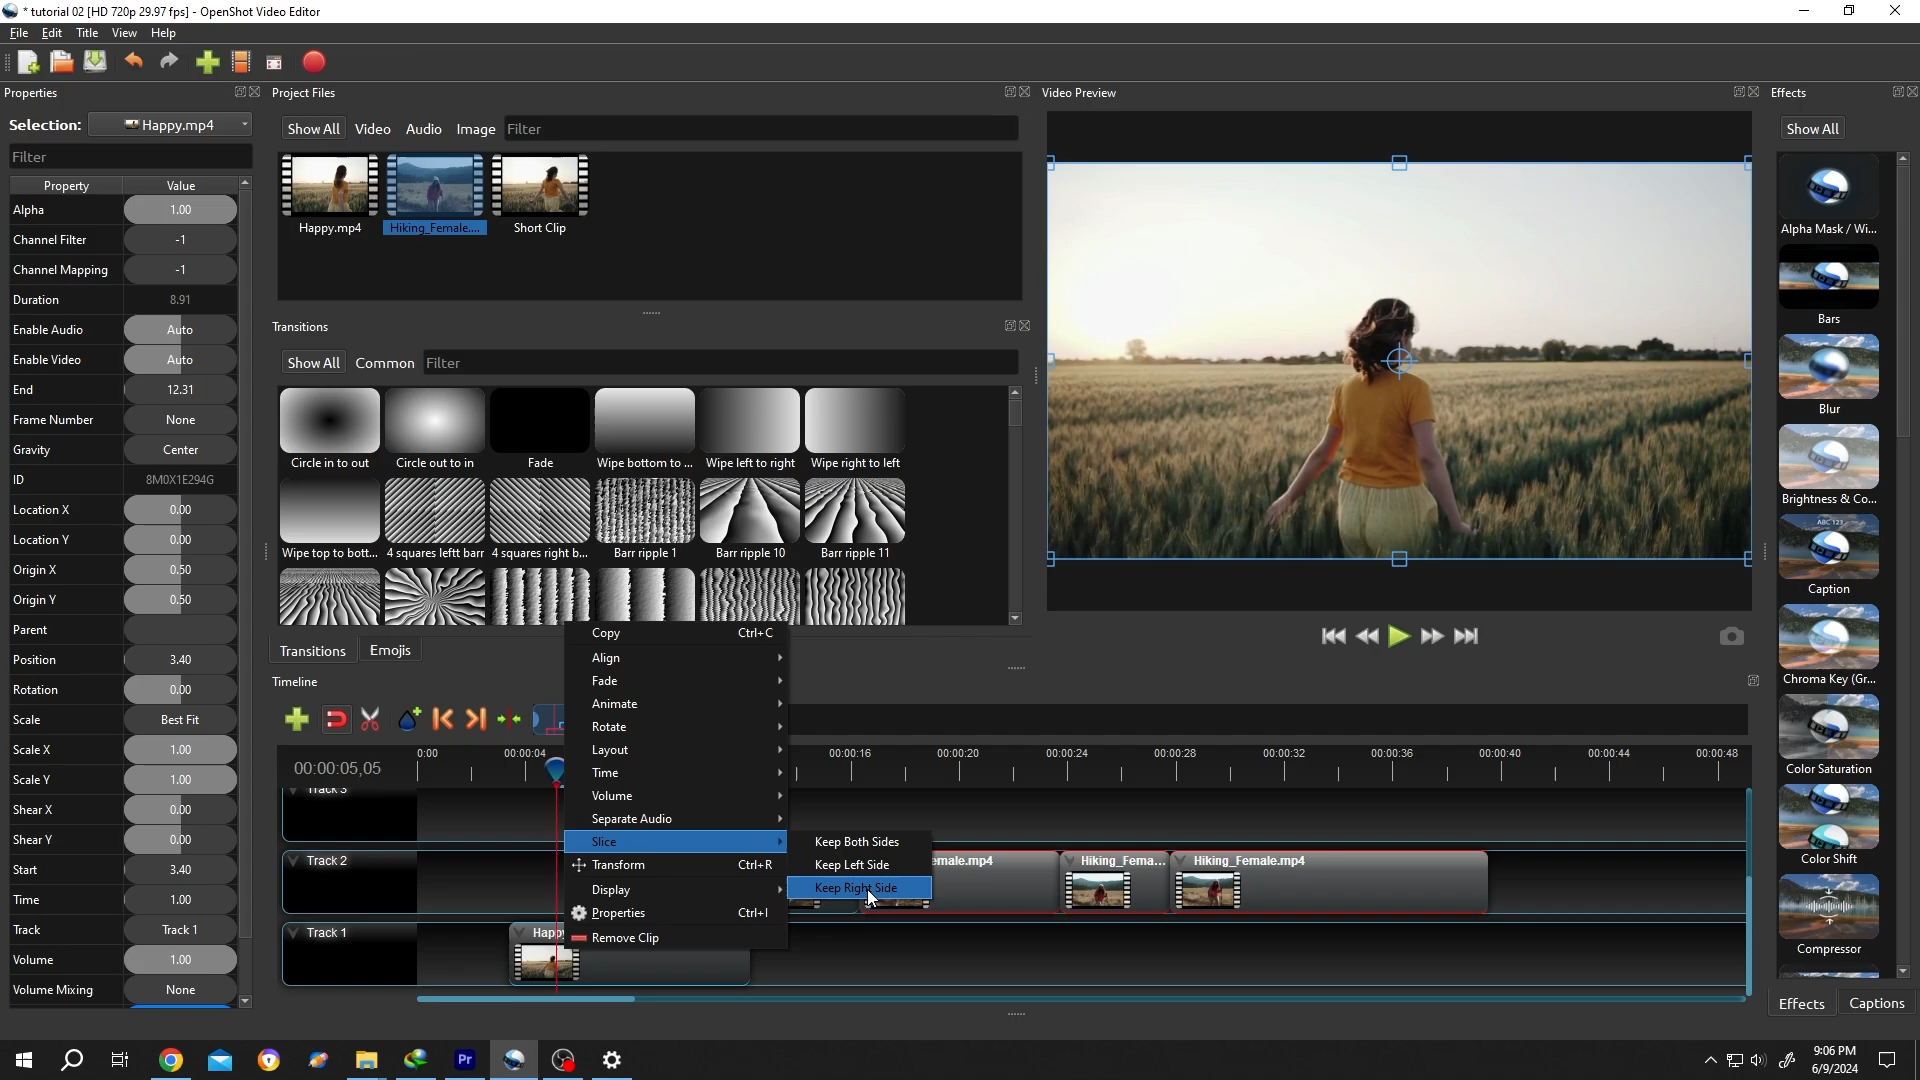 * tutorial 02 [HD 720p 29.97 fps] - OpenShot Video Editor
File Edit Title View Help
Properties
Selection: Happy.mp4
Filter
Property Value
Alpha 1.00
Channel Filter -1
Channel Mapping -1
Duration 8.91
Enable Audio Auto
Enable Video Auto
End 12.31
Frame Number None
Gravity Center
ID 8M0X1E294G
Location X 0.00
Location Y 0.00
Origin X 0.50
Origin Y 0.50
Parent
Position 3.40
Rotation 0.00
Scale Best Fit
Scale X 1.00
Scale Y 1.00
Shear X 0.00
Shear Y 0.00
Start 3.40
Time 1.00
Track Track 1
Volume 1.00
Volume Mixing None
Project Files
Show All Video Audio Image Filter
Happy.mp4 Hiking_Female.... Short Clip
Transitions
Show All Common Filter
Circle in to out Circle out to in Fade Wipe bottom to ... Wipe left to right Wipe right to left
Wipe top to bott... 4 squares leftt barr 4 squares right b... Barr ripple 1 Barr ripple 10 Barr ripple 11
Transitions Emojis
Video Preview
Effects
Show All
Alpha Mask / Wi...
Bars
Blur
Brightness & Co...
ABC 123
Caption
Chroma Key (Gr...
Color Saturation
Color Shift
Compressor
Effects Captions
Timeline
00:00:05,05
0:00 00:00:04 00:00:16 00:00:20 00:00:24 00:00:28 00:00:32 00:00:36 00:00:40 00:00:44 00:00:48
Track 3
Track 2
emale.mp4 Hiking_Fema... Hiking_Female.mp4
Track 1
Happ
Copy Ctrl+C
Align
Fade
Animate
Rotate
Layout
Time
Volume
Separate Audio
Slice
Transform Ctrl+R
Display
Properties Ctrl+I
Remove Clip
Keep Both Sides
Keep Left Side
Keep Right Side
Pr
9:06 PM
6/9/2024